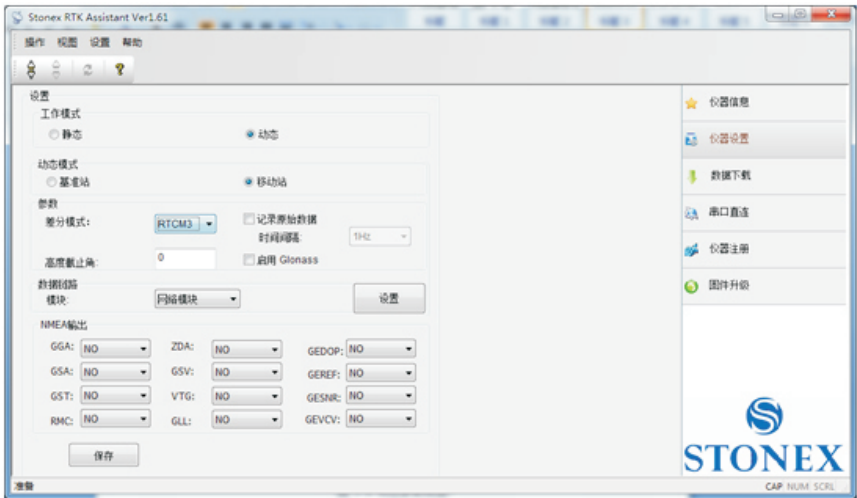 Stonex RTK Assistant Ver1.61
操作 视图 设置 帮助
设置
工作模式
静态 动态
动态模式
基准站 移动站
参数
差分模式: RTCM3 记录原始数据
时间间隔: 1Hz
高度截止角: 0 启用 Glonass
数据链路
模块: 网络模块 设置
NMEA输出
GGA: NO ZDA: NO GEDOP: NO
GSA: NO GSV: NO GEREF: NO
GST: NO VTG: NO GESNR: NO
RMC: NO GLL: NO GEVCV: NO
保存
仪器信息
仪器设置
数据下载
串口直连
仪器注册
固件升级
STONEX
准备 CAP NUM SCRL